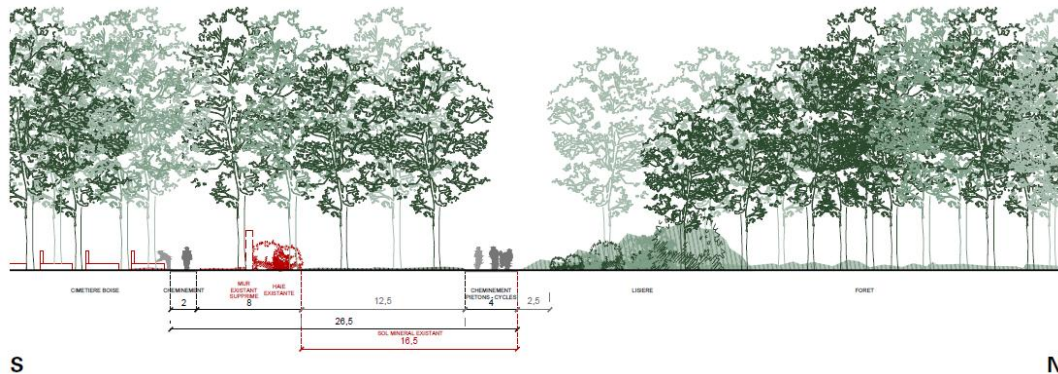 CIMETIERE BOISE
CHEMINEMENT
2
MUR
EXISTANT
SUPPRIME
HAIE
EXISTANTE
8
12,5
CHEMINEMENT
PIETONS - CYCLES
4
2,5
LISIERE
FORET
26,5
SOL MINERAL EXISTANT
16,5
S
N